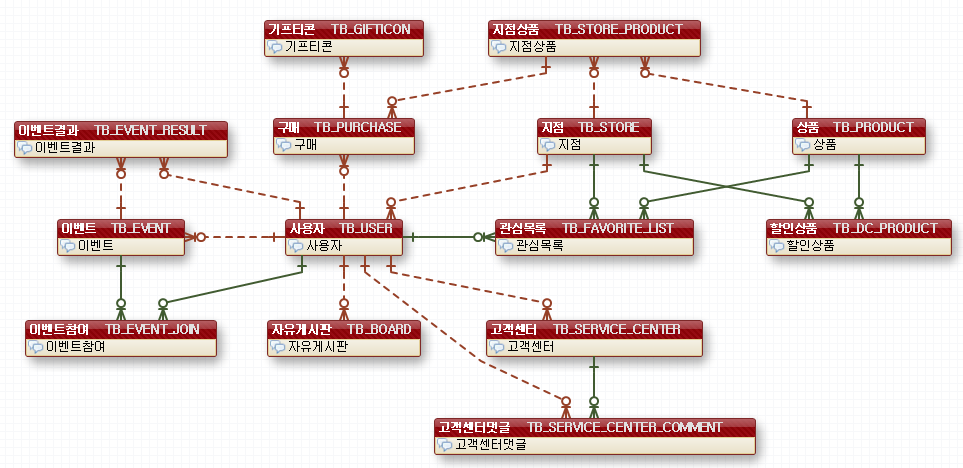 기프티콘 TB_GIFTICON
기프티콘
지점상품 TB_STORE_PRODUCT
지점상품
이벤트결과 TB_EVENT_RESULT
이벤트결과
구매 TB_PURCHASE
구매
지점 TB_STORE
지점
상품 TB_PRODUCT
상품
이벤트 TB_EVENT
이벤트
사용자 TB_USER
사용자
관심목록 TB_FAVORITE_LIST
관심목록
할인상품 TB_DC_PRODUCT
할인상품
이벤트참여 TB_EVENT_JOIN
이벤트참여
자유게시판 TB_BOARD
자유게시판
고객센터 TB_SERVICE_CENTER
고객센터
고객센터댓글 TB_SERVICE_CENTER_COMMENT
고객센터댓글